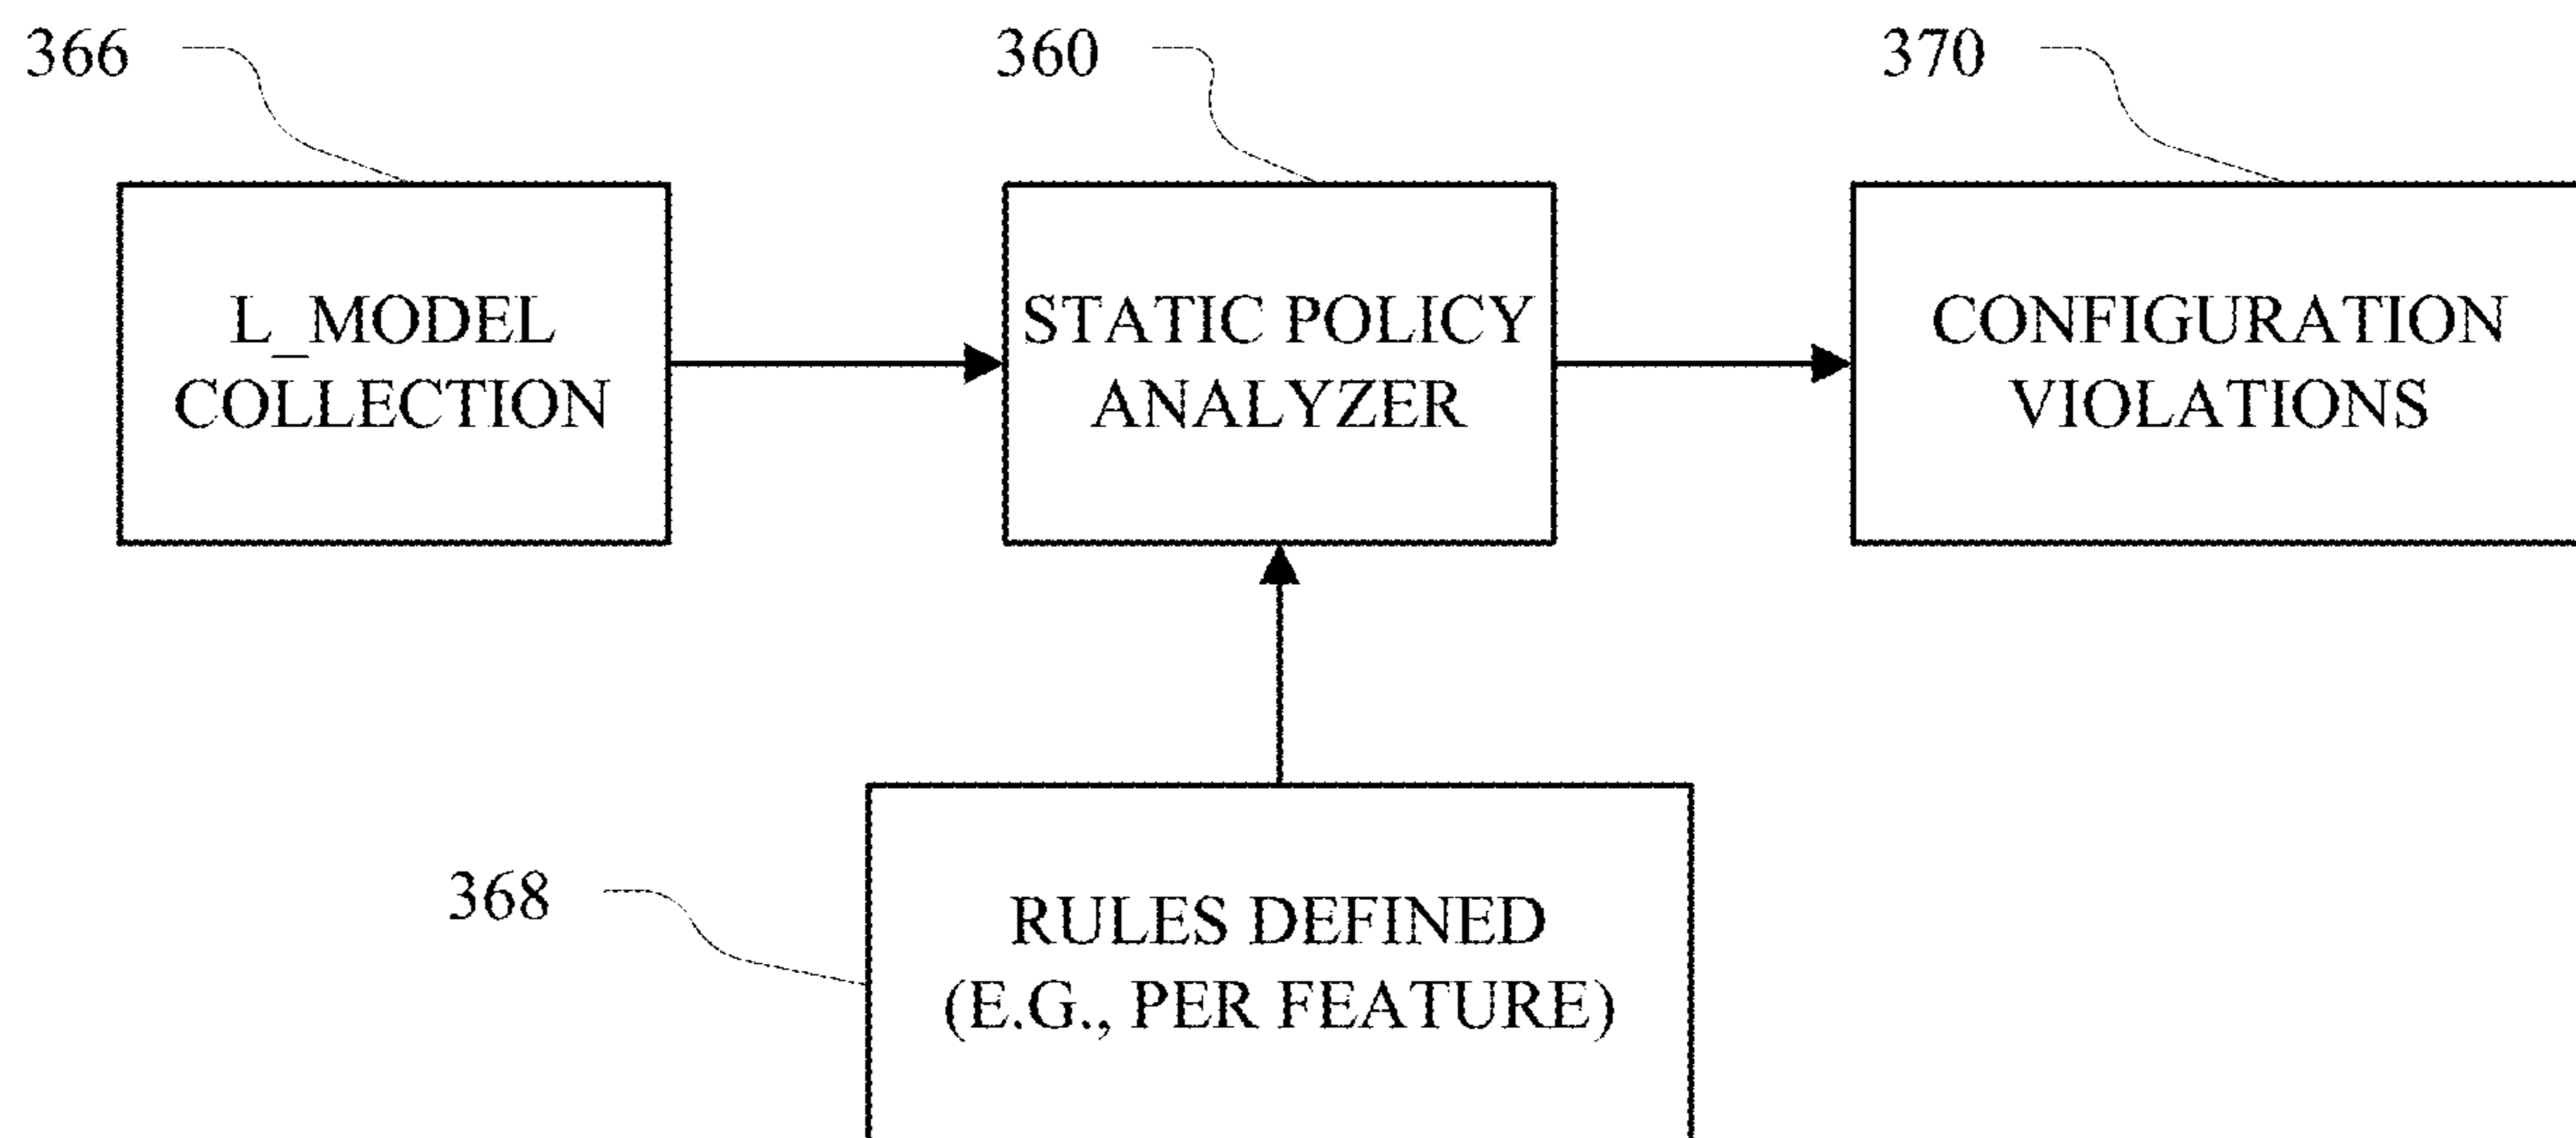 366
360
370
L_MODEL
COLLECTION
STATIC POLICY
ANALYZER
CONFIGURATION
VIOLATIONS
368
RULES DEFINED
(E.G., PER FEATURE)